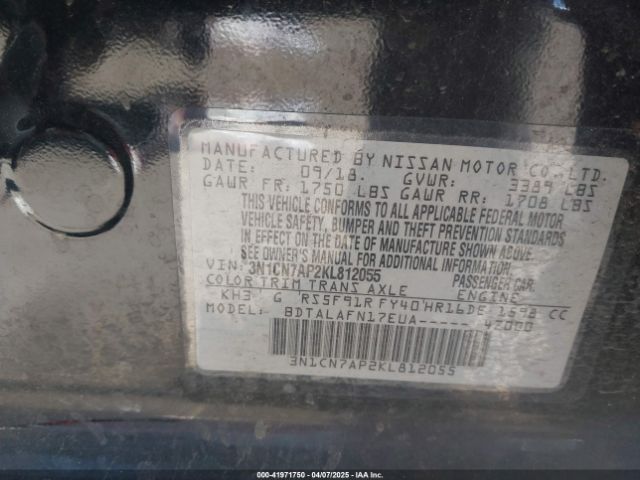 MANUFACTURED BY NISSAN MOTOR CO., LTD.
DATE: 09/18. GVWR: 3389 LBS
GAWR FR: 1750 LBS GAWR RR: 1708 LBS
THIS VEHICLE CONFORMS TO ALL APPLICABLE FEDERAL MOTOR
VEHICLE SAFETY, BUMPER AND THEFT PREVENTION STANDARDS
IN EFFECT ON THE DATE OF MANUFACTURE SHOWN ABOVE.
SEE OWNER'S MANUAL FOR ADDITIONAL INFORMATION.
VIN: 3N1CN7AP2KL812055 PASSENGER CAR.
COLOR TRIM TRANS AXLE
KH3 G RS5F91R FY40 HR16DE 1598 CC
MODEL: BDTALAFN17EUA----- 4Z000
3N1CN7AP2KL812055
000-41971750 - 04/07/2025 - IAA Inc.